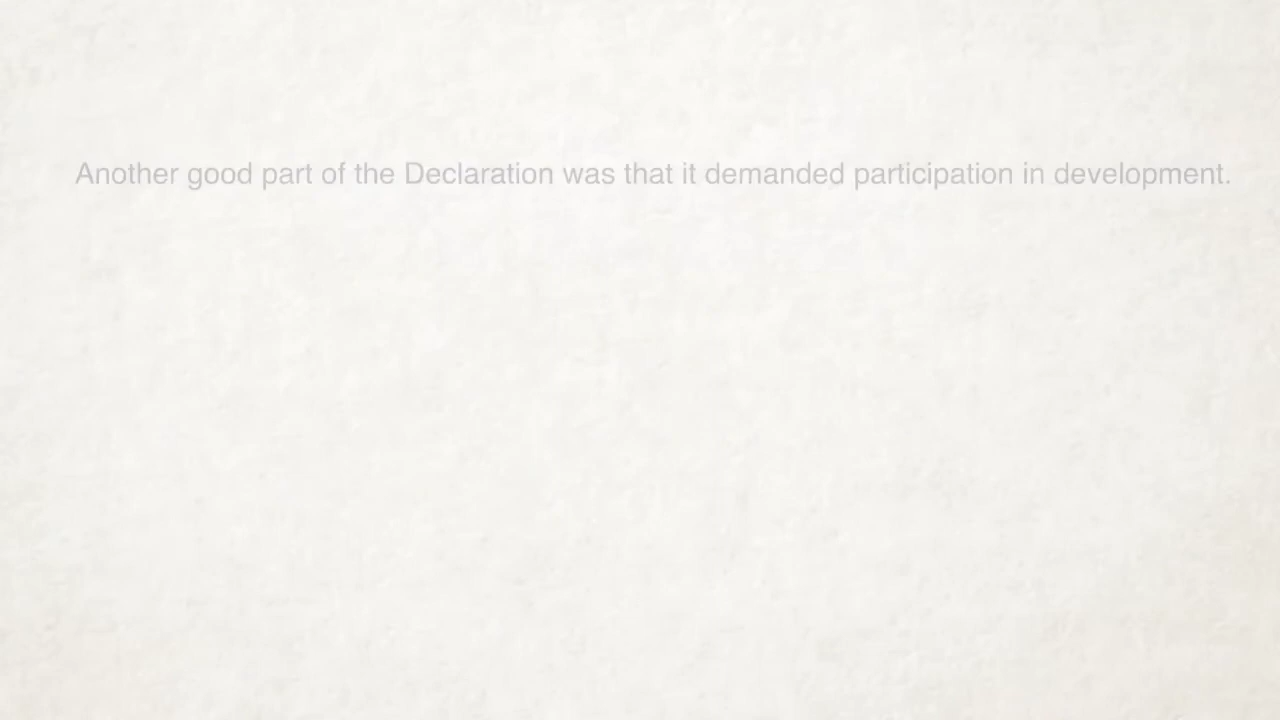 Another good part of the Declaration was that it demanded participation in development.